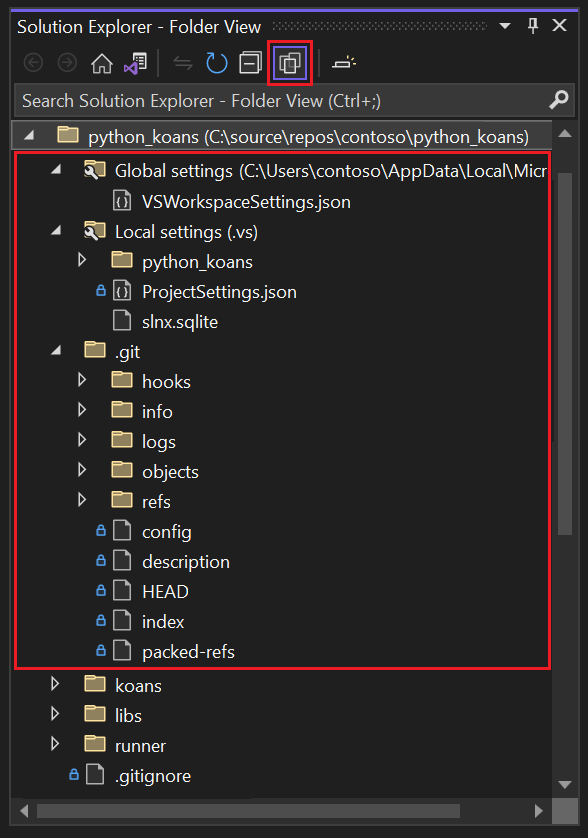 Solution Explorer - Folder View
Search Solution Explorer - Folder View (Ctrl+;)
python_koans (C:\source\repos\contoso\python_koans)
Global settings (C:\Users\contoso\AppData\Local\Micr
VSWorkspaceSettings.json
Local settings (.vs)
python_koans
ProjectSettings.json
slnx.sqlite
.git
hooks
info
logs
objects
refs
config
description
HEAD
index
packed-refs
koans
libs
runner
.gitignore